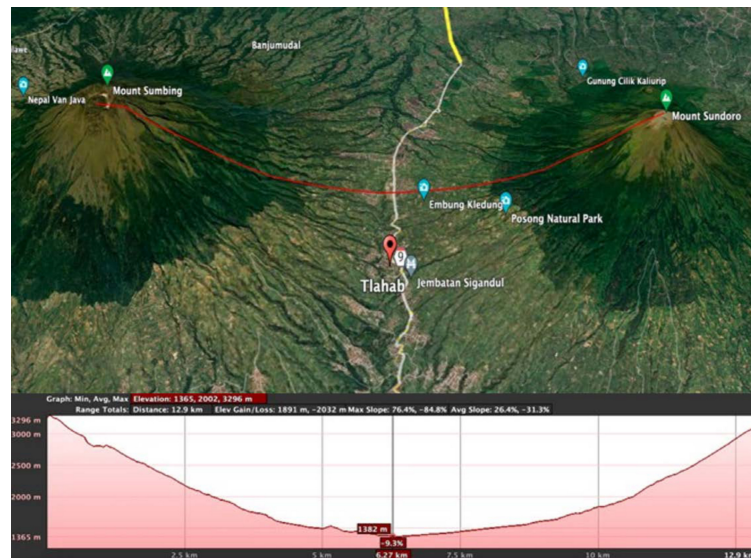 llawe
Banjumudal
Gunung Cilik Kaliurip
Mount Sumbing
Nepal Van Java
Mount Sundoro
Embung Kledung
Posong Natural Park
9
Tlahab
Jembatan Sigandul
Graph: Min, Avg, Max Elevation: 1365, 2002, 3296 m
Range Totals: Distance: 12.9 km Elev Gain/Loss: 1891 m, -2032 m Max Slope: 76.4%, -84.8% Avg Slope: 26.4%, -31.3%
3296 m
3000 m
2500 m
2000 m
1382 m
1365 m
-9.3%
2.5 km 5 km 6.27 km 7.5 km 10 km 12.9 k